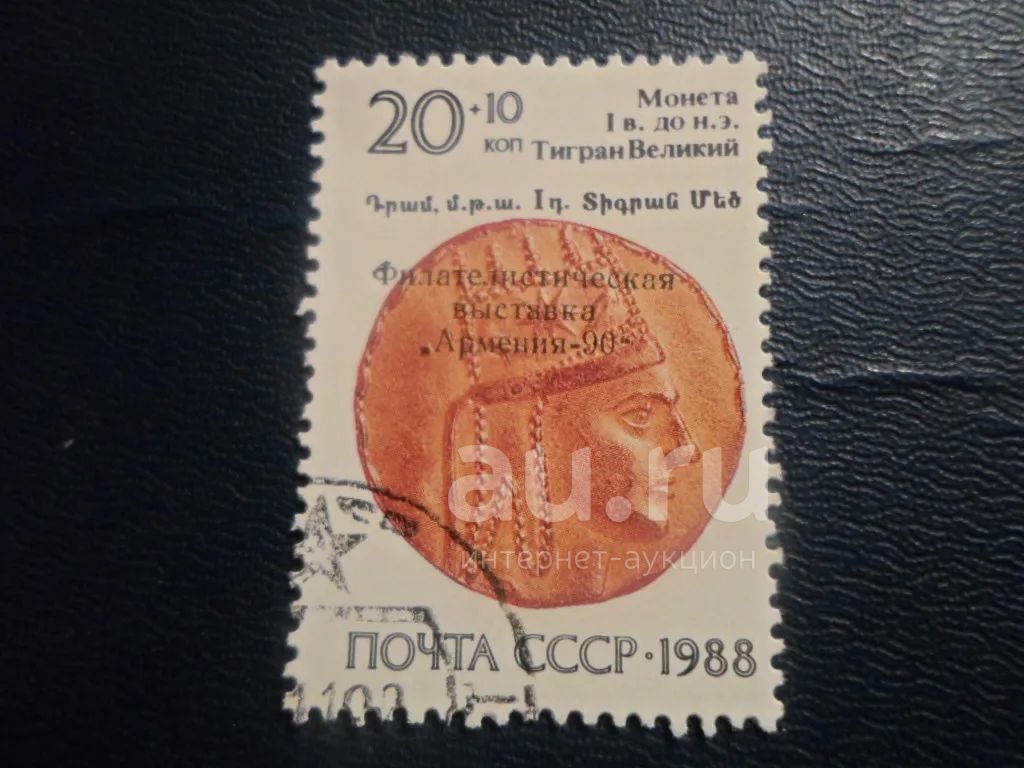 20 +10 коп
Монета
I в. до н.э.
Тигран Великий
Դրամ, մ.թ.ա. I դ. Տիգրան Մեծ
Филателистическая
выставка
„Армения-90“
au.ru
интернет-аукцион
ПОЧТА СССР · 1988